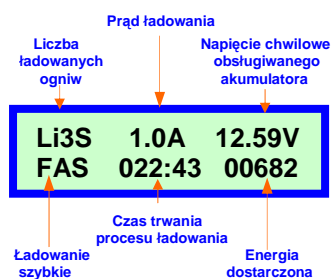 Prąd ładowania
Liczba
ładowanych
ogniw
Napięcie chwilowe
obsługiwanego
akumulatora
Li3S 1.0A 12.59V
FAS 022:43 00682
Czas trwania
procesu ładowania
Ładowanie
szybkie
Energia
dostarczona